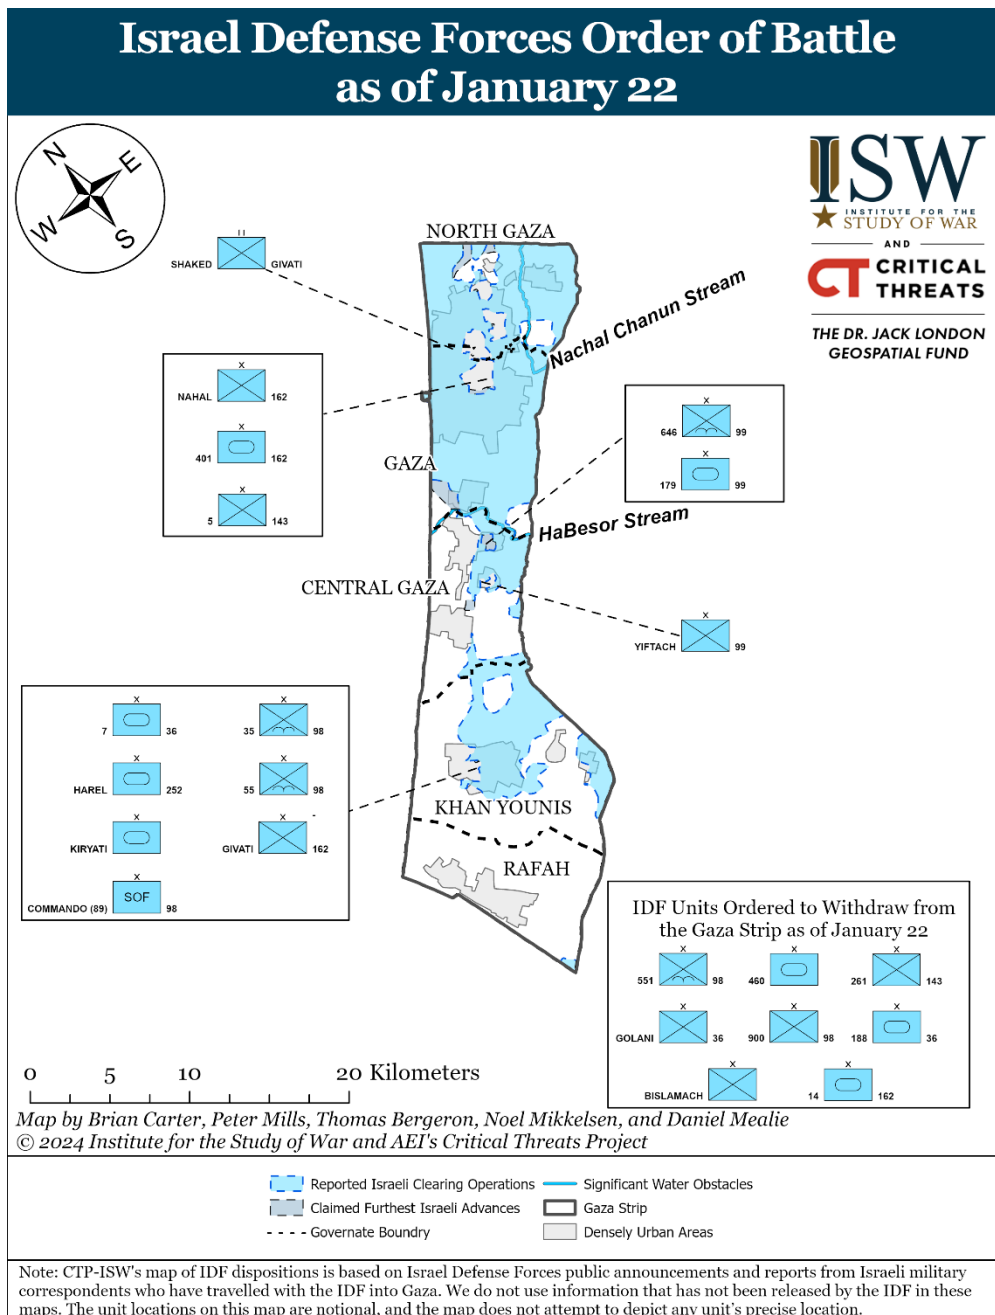 Israel Defense Forces Order of Battle
as of January 22
N
E
W
S
ISW
INSTITUTE FOR THE
STUDY OF WAR
AND
CT CRITICAL
THREATS
THE DR. JACK LONDON
GEOSPATIAL FUND
NORTH GAZA
II
SHAKED GIVATI
Nachal Chanun Stream
X
NAHAL 162
X
401 162
X
5 143
X
646 99
X
179 99
GAZA
HaBesor Stream
CENTRAL GAZA
X
YIFTACH 99
X
7 36
X
35 98
X
HAREL 252
X
55 98
X
KIRYATI
X
GIVATI 162
X
SOF
COMMANDO (89) 98
KHAN YOUNIS
RAFAH
IDF Units Ordered to Withdraw from
the Gaza Strip as of January 22
X X X
551 98 460 261 143
X X X
GOLANI 36 900 98 188 36
X X
BISLAMACH 14 162
0 5 10 20 Kilometers
Map by Brian Carter, Peter Mills, Thomas Bergeron, Noel Mikkelsen, and Daniel Mealie
© 2024 Institute for the Study of War and AEI's Critical Threats Project
Reported Israeli Clearing Operations
Significant Water Obstacles
Claimed Furthest Israeli Advances
Gaza Strip
Governate Boundry
Densely Urban Areas
Note: CTP-ISW's map of IDF dispositions is based on Israel Defense Forces public announcements and reports from Israeli military
correspondents who have travelled with the IDF into Gaza. We do not use information that has not been released by the IDF in these
maps. The unit locations on this map are notional, and the map does not attempt to depict any unit's precise location.